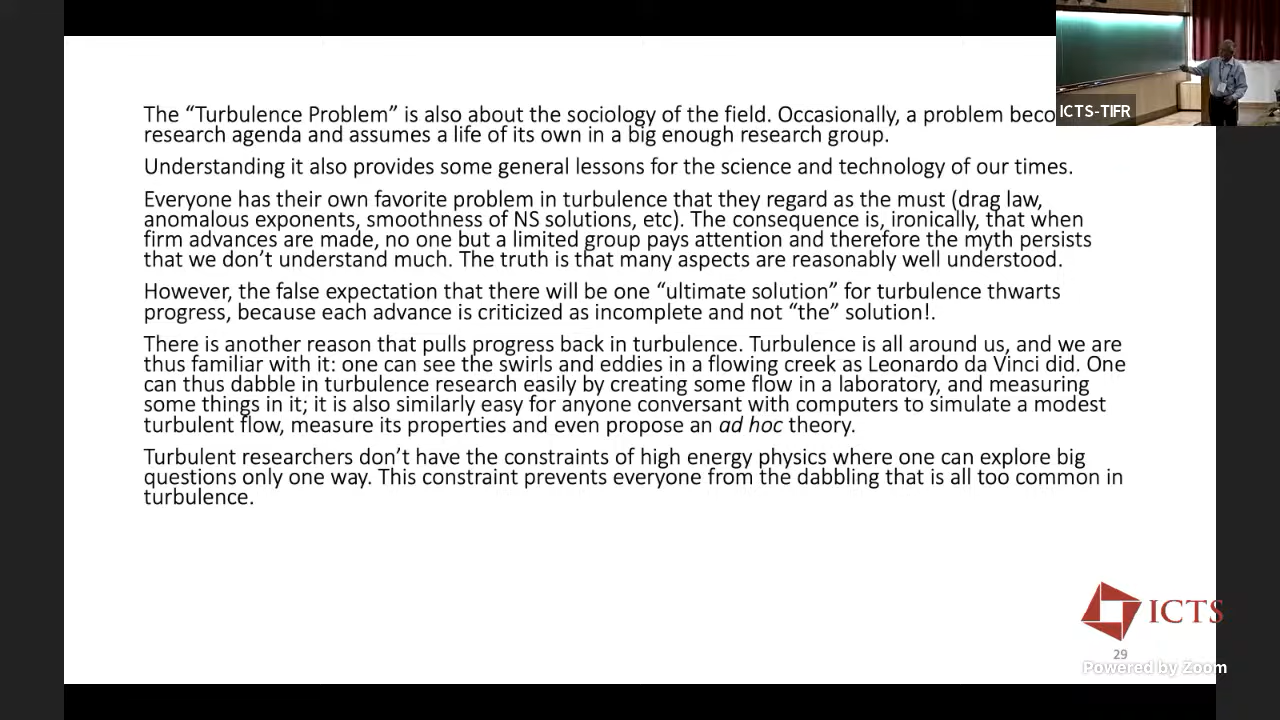 The “Turbulence Problem” is also about the sociology of the field. Occasionally, a problem beco
research agenda and assumes a life of its own in a big enough research group.
Understanding it also provides some general lessons for the science and technology of our times.
Everyone has their own favorite problem in turbulence that they regard as the must (drag law,
anomalous exponents, smoothness of NS solutions, etc). The consequence is, ironically, that when
firm advances are made, no one but a limited group pays attention and therefore the myth persists
that we don’t understand much. The truth is that many aspects are reasonably well understood.
However, the false expectation that there will be one “ultimate solution” for turbulence thwarts
progress, because each advance is criticized as incomplete and not “the” solution!.
There is another reason that pulls progress back in turbulence. Turbulence is all around us, and we are
thus familiar with it: one can see the swirls and eddies in a flowing creek as Leonardo da Vinci did. One
can thus dabble in turbulence research easily by creating some flow in a laboratory, and measuring
some things in it; it is also similarly easy for anyone conversant with computers to simulate a modest
turbulent flow, measure its properties and even propose an ad hoc theory.
Turbulent researchers don’t have the constraints of high energy physics where one can explore big
questions only one way. This constraint prevents everyone from the dabbling that is all too common in
turbulence.
ICTS-TIFR
ICTS
29
Powered by Zoom